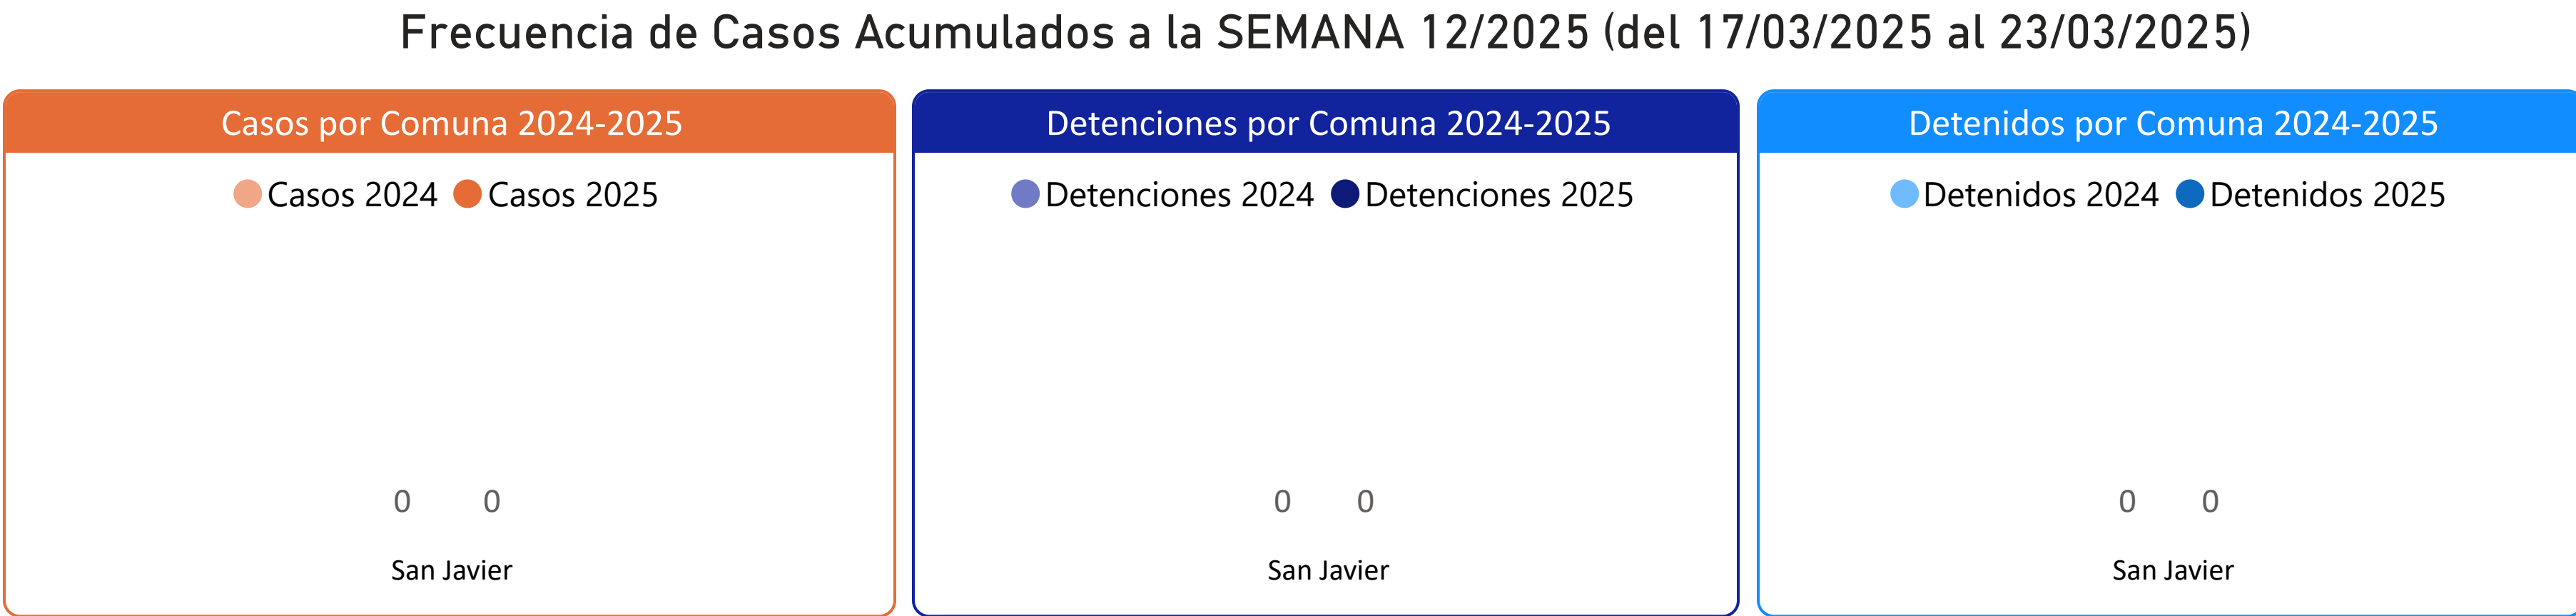 Frecuencia de Casos Acumulados a la SEMANA 12/2025 (del 17/03/2025 al 23/03/2025)
Casos por Comuna 2024-2025
Casos 2024 Casos 2025
0 0
San Javier
Detenciones por Comuna 2024-2025
Detenciones 2024 Detenciones 2025
0 0
San Javier
Detenidos por Comuna 2024-2025
Detenidos 2024 Detenidos 2025
0 0
San Javier